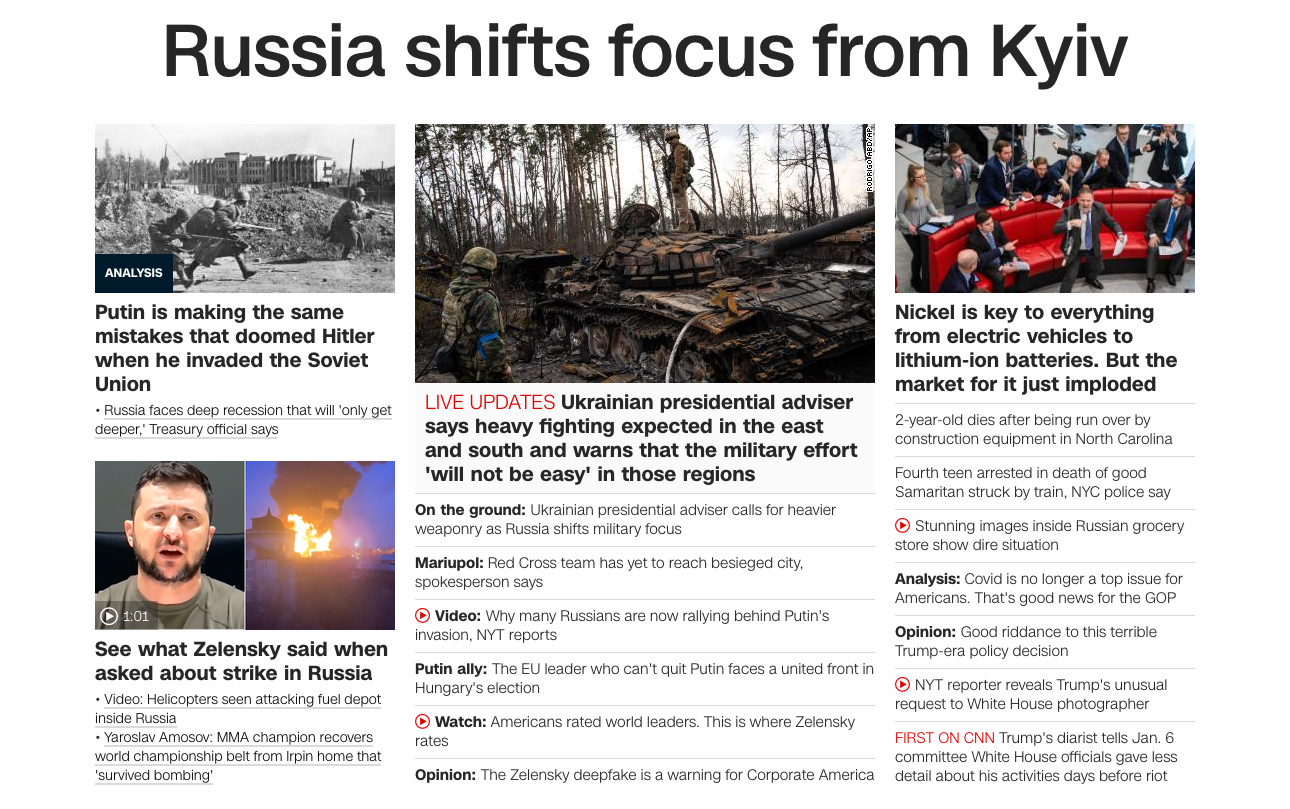 Russia shifts focus from Kyiv
ANALYSIS
Putin is making the same
mistakes that doomed Hitler
when he invaded the Soviet
Union
• Russia faces deep recession that will 'only get
deeper,' Treasury official says
1:01
See what Zelensky said when
asked about strike in Russia
• Video: Helicopters seen attacking fuel depot
inside Russia
• Yaroslav Amosov: MMA champion recovers
world championship belt from Irpin home that
'survived bombing'
RODRIGO ABD/AP
LIVE UPDATES Ukrainian presidential adviser
says heavy fighting expected in the east
and south and warns that the military effort
'will not be easy' in those regions
On the ground: Ukrainian presidential adviser calls for heavier
weaponry as Russia shifts military focus
Mariupol: Red Cross team has yet to reach besieged city,
spokesperson says
Video: Why many Russians are now rallying behind Putin's
invasion, NYT reports
Putin ally: The EU leader who can't quit Putin faces a united front in
Hungary's election
Watch: Americans rated world leaders. This is where Zelensky
rates
Opinion: The Zelensky deepfake is a warning for Corporate America
Nickel is key to everything
from electric vehicles to
lithium-ion batteries. But the
market for it just imploded
2-year-old dies after being run over by
construction equipment in North Carolina
Fourth teen arrested in death of good
Samaritan struck by train, NYC police say
Stunning images inside Russian grocery
store show dire situation
Analysis: Covid is no longer a top issue for
Americans. That's good news for the GOP
Opinion: Good riddance to this terrible
Trump-era policy decision
NYT reporter reveals Trump's unusual
request to White House photographer
FIRST ON CNN Trump's diarist tells Jan. 6
committee White House officials gave less
detail about his activities days before riot